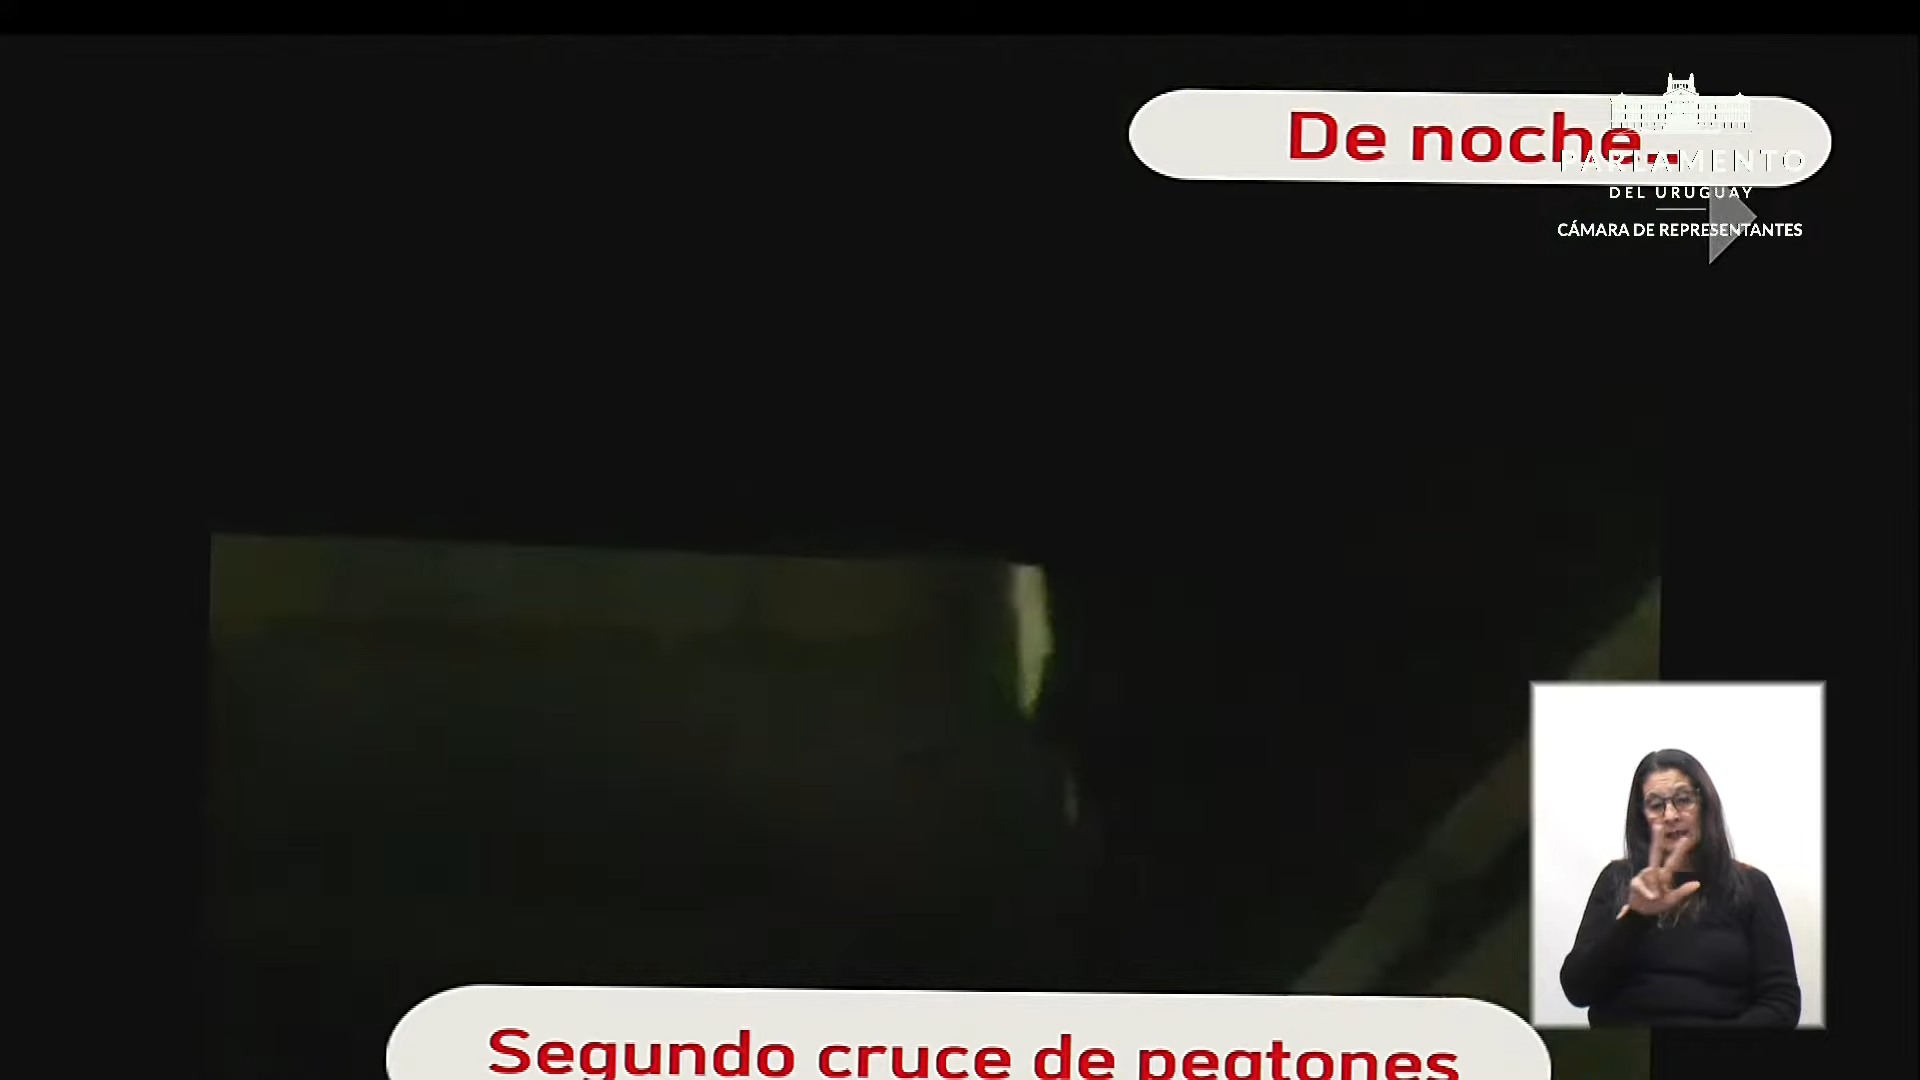 De noche..
PARLAMENTO
DEL URUGUAY
CÁMARA DE REPRESENTANTES
Segundo cruce de peatones